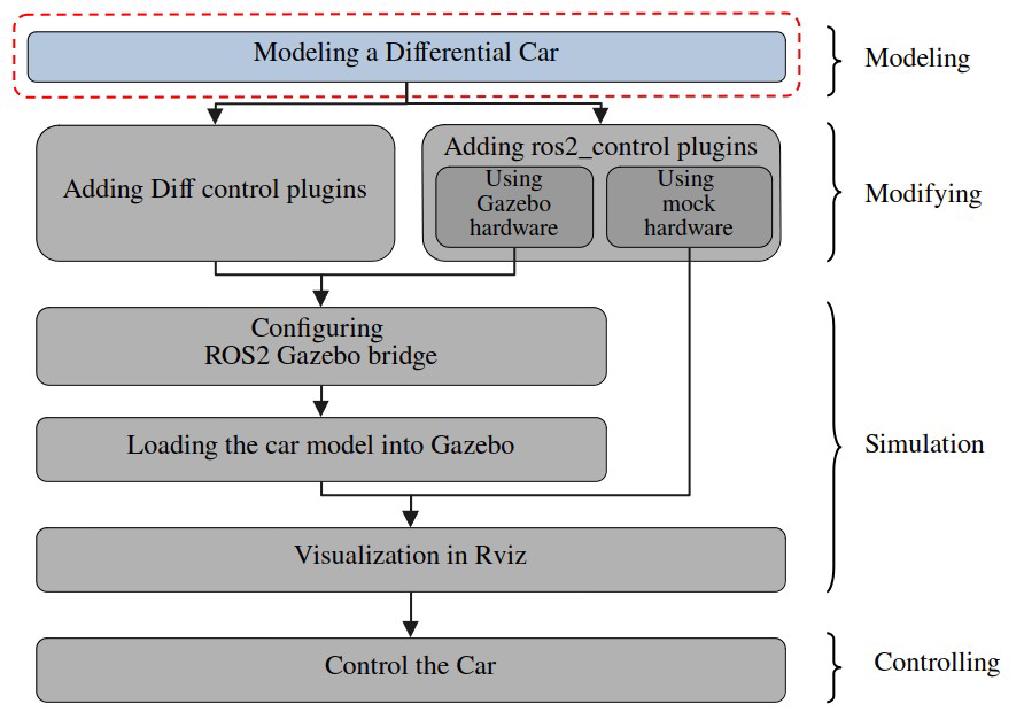 Modeling a Differential Car
Modeling
Adding Diff control plugins
Adding ros2_control plugins
Using
Gazebo
hardware
Using
mock
hardware
Modifying
Configuring
ROS2 Gazebo bridge
Loading the car model into Gazebo
Simulation
Visualization in Rviz
Control the Car
Controlling